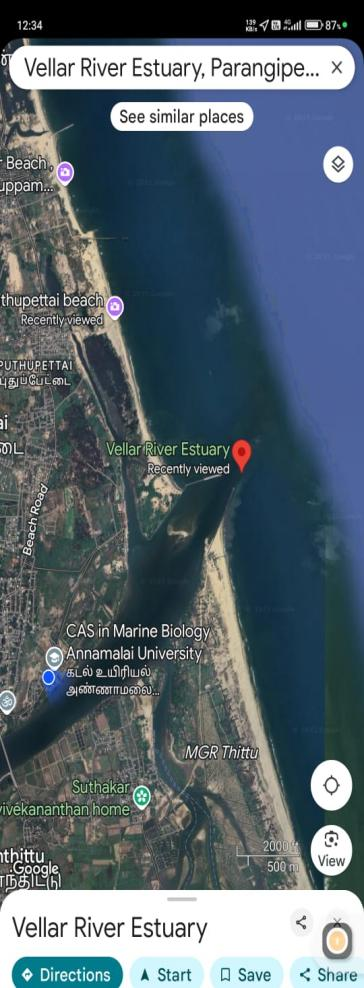 12:34
139
KB/s
4G
87%
Vellar River Estuary, Parangipe...
See similar places
r Beach,
uppam...
thupettai beach
Recently viewed
PUTHUPETTAI
புதுப்பேட்டை
ai
டை
Vellar River Estuary
Recently viewed
Beach Road
CAS in Marine Biology
Annamalai University
கடல் உயிரியல்
அண்ணாமலை...
MGR Thittu
Suthakar
vivekananthan home
2000 ft
500 m
View
nthittu
Google
Vellar River Estuary
Directions
Start
Save
Share